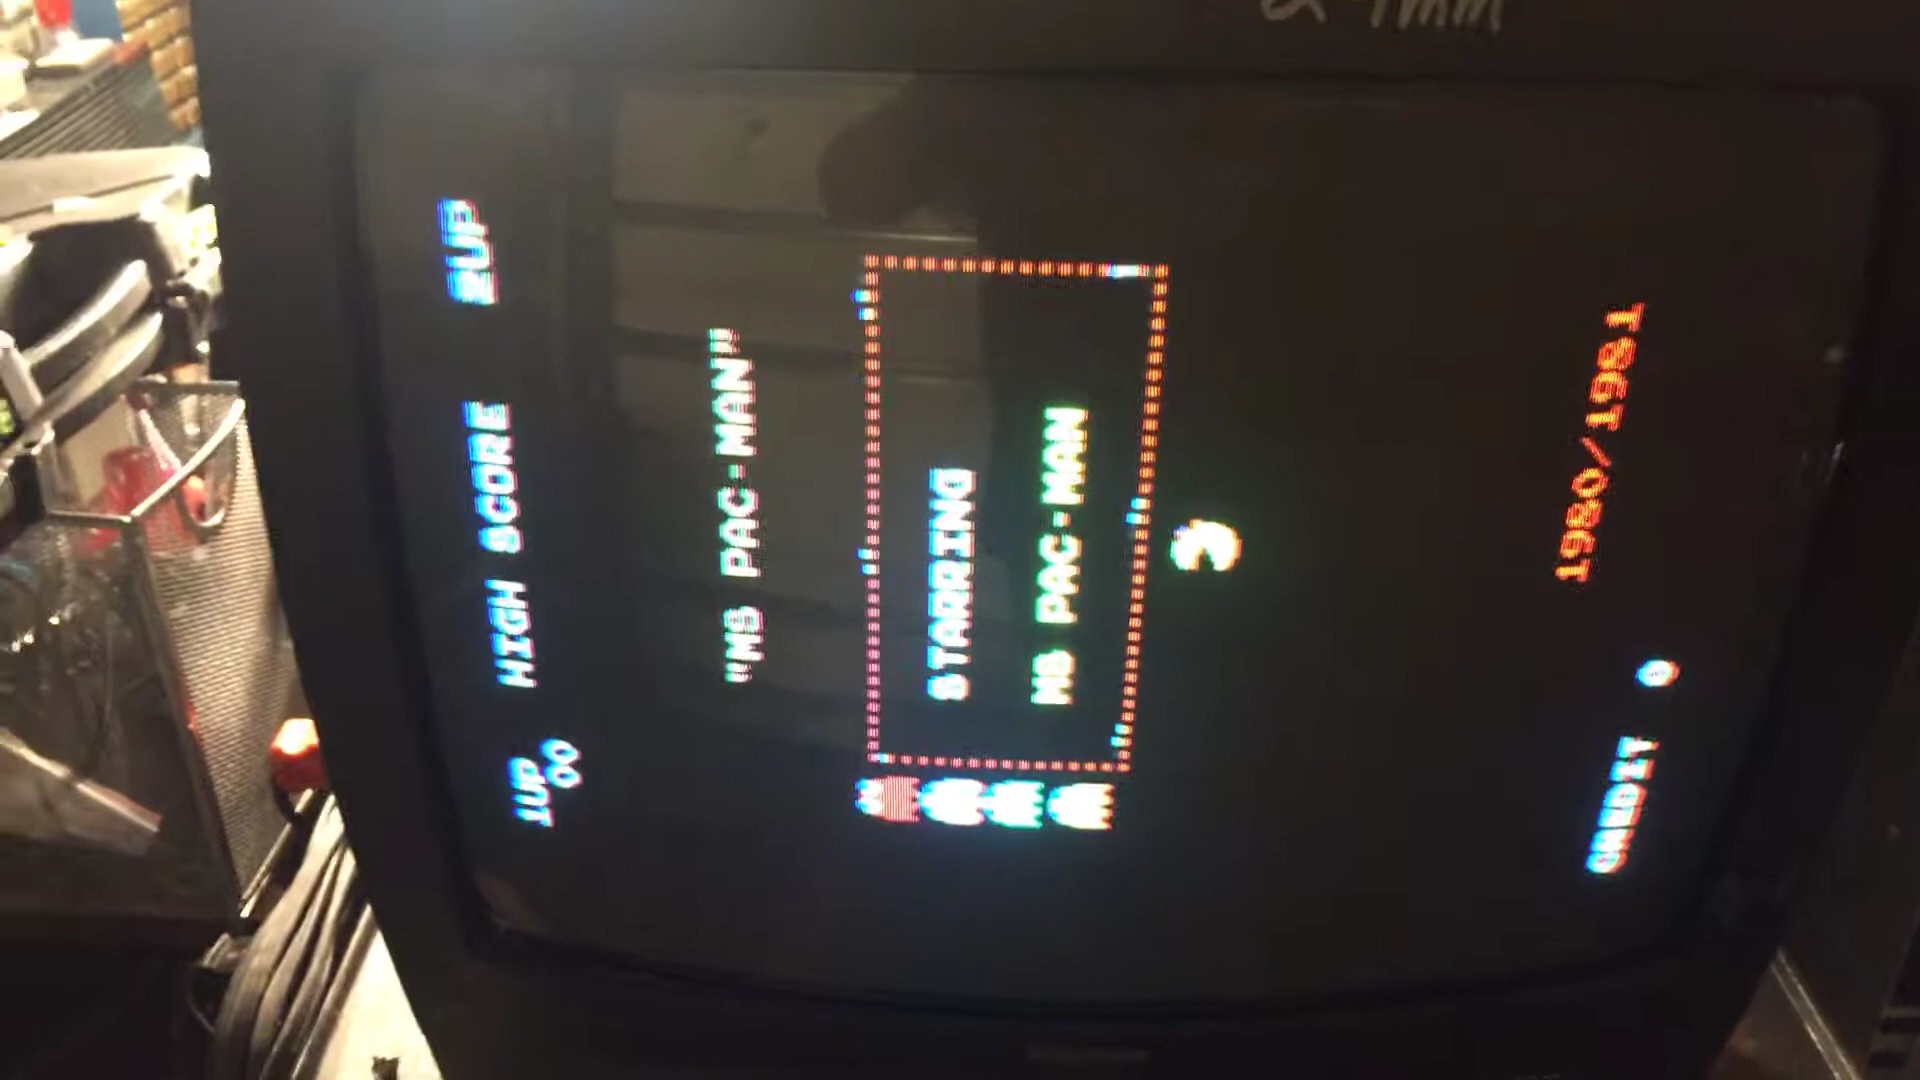 1UP HIGH SCORE 2UP
00
"MS PAC-MAN"
STARRING
MS PAC-MAN
1980/1981
CREDIT 0